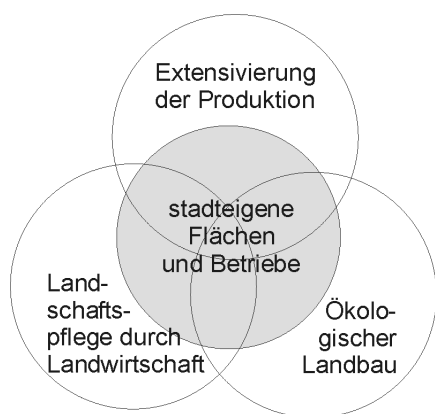 Extensivierung
der Produktion
stadteigene
Flächen
und Betriebe
Land-
schafts-
pflege durch
Landwirtschaft
Ökolo-
gischer
Landbau